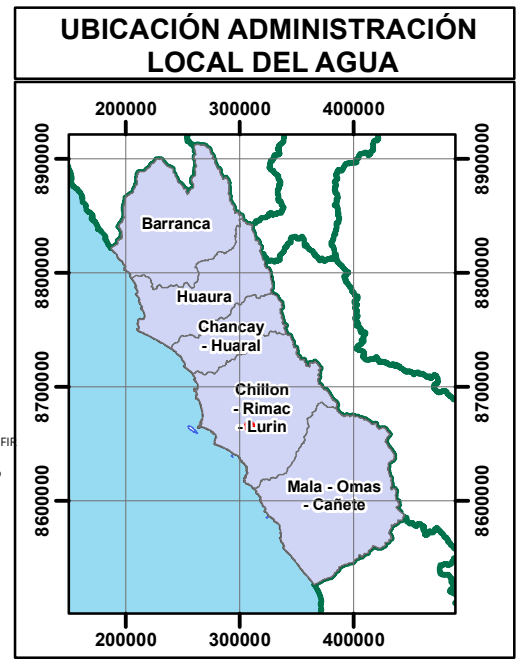 UBICACIÓN ADMINISTRACIÓN
LOCAL DEL AGUA
200000 300000 400000
8900000 8900000
Barranca
8800000 8800000
Huaura
Chancay
- Huaral
8700000 8700000
Chillon
- Rimac
- Lurin
FIR
Mala - Omas
- Cañete
8600000 8600000
200000 300000 400000